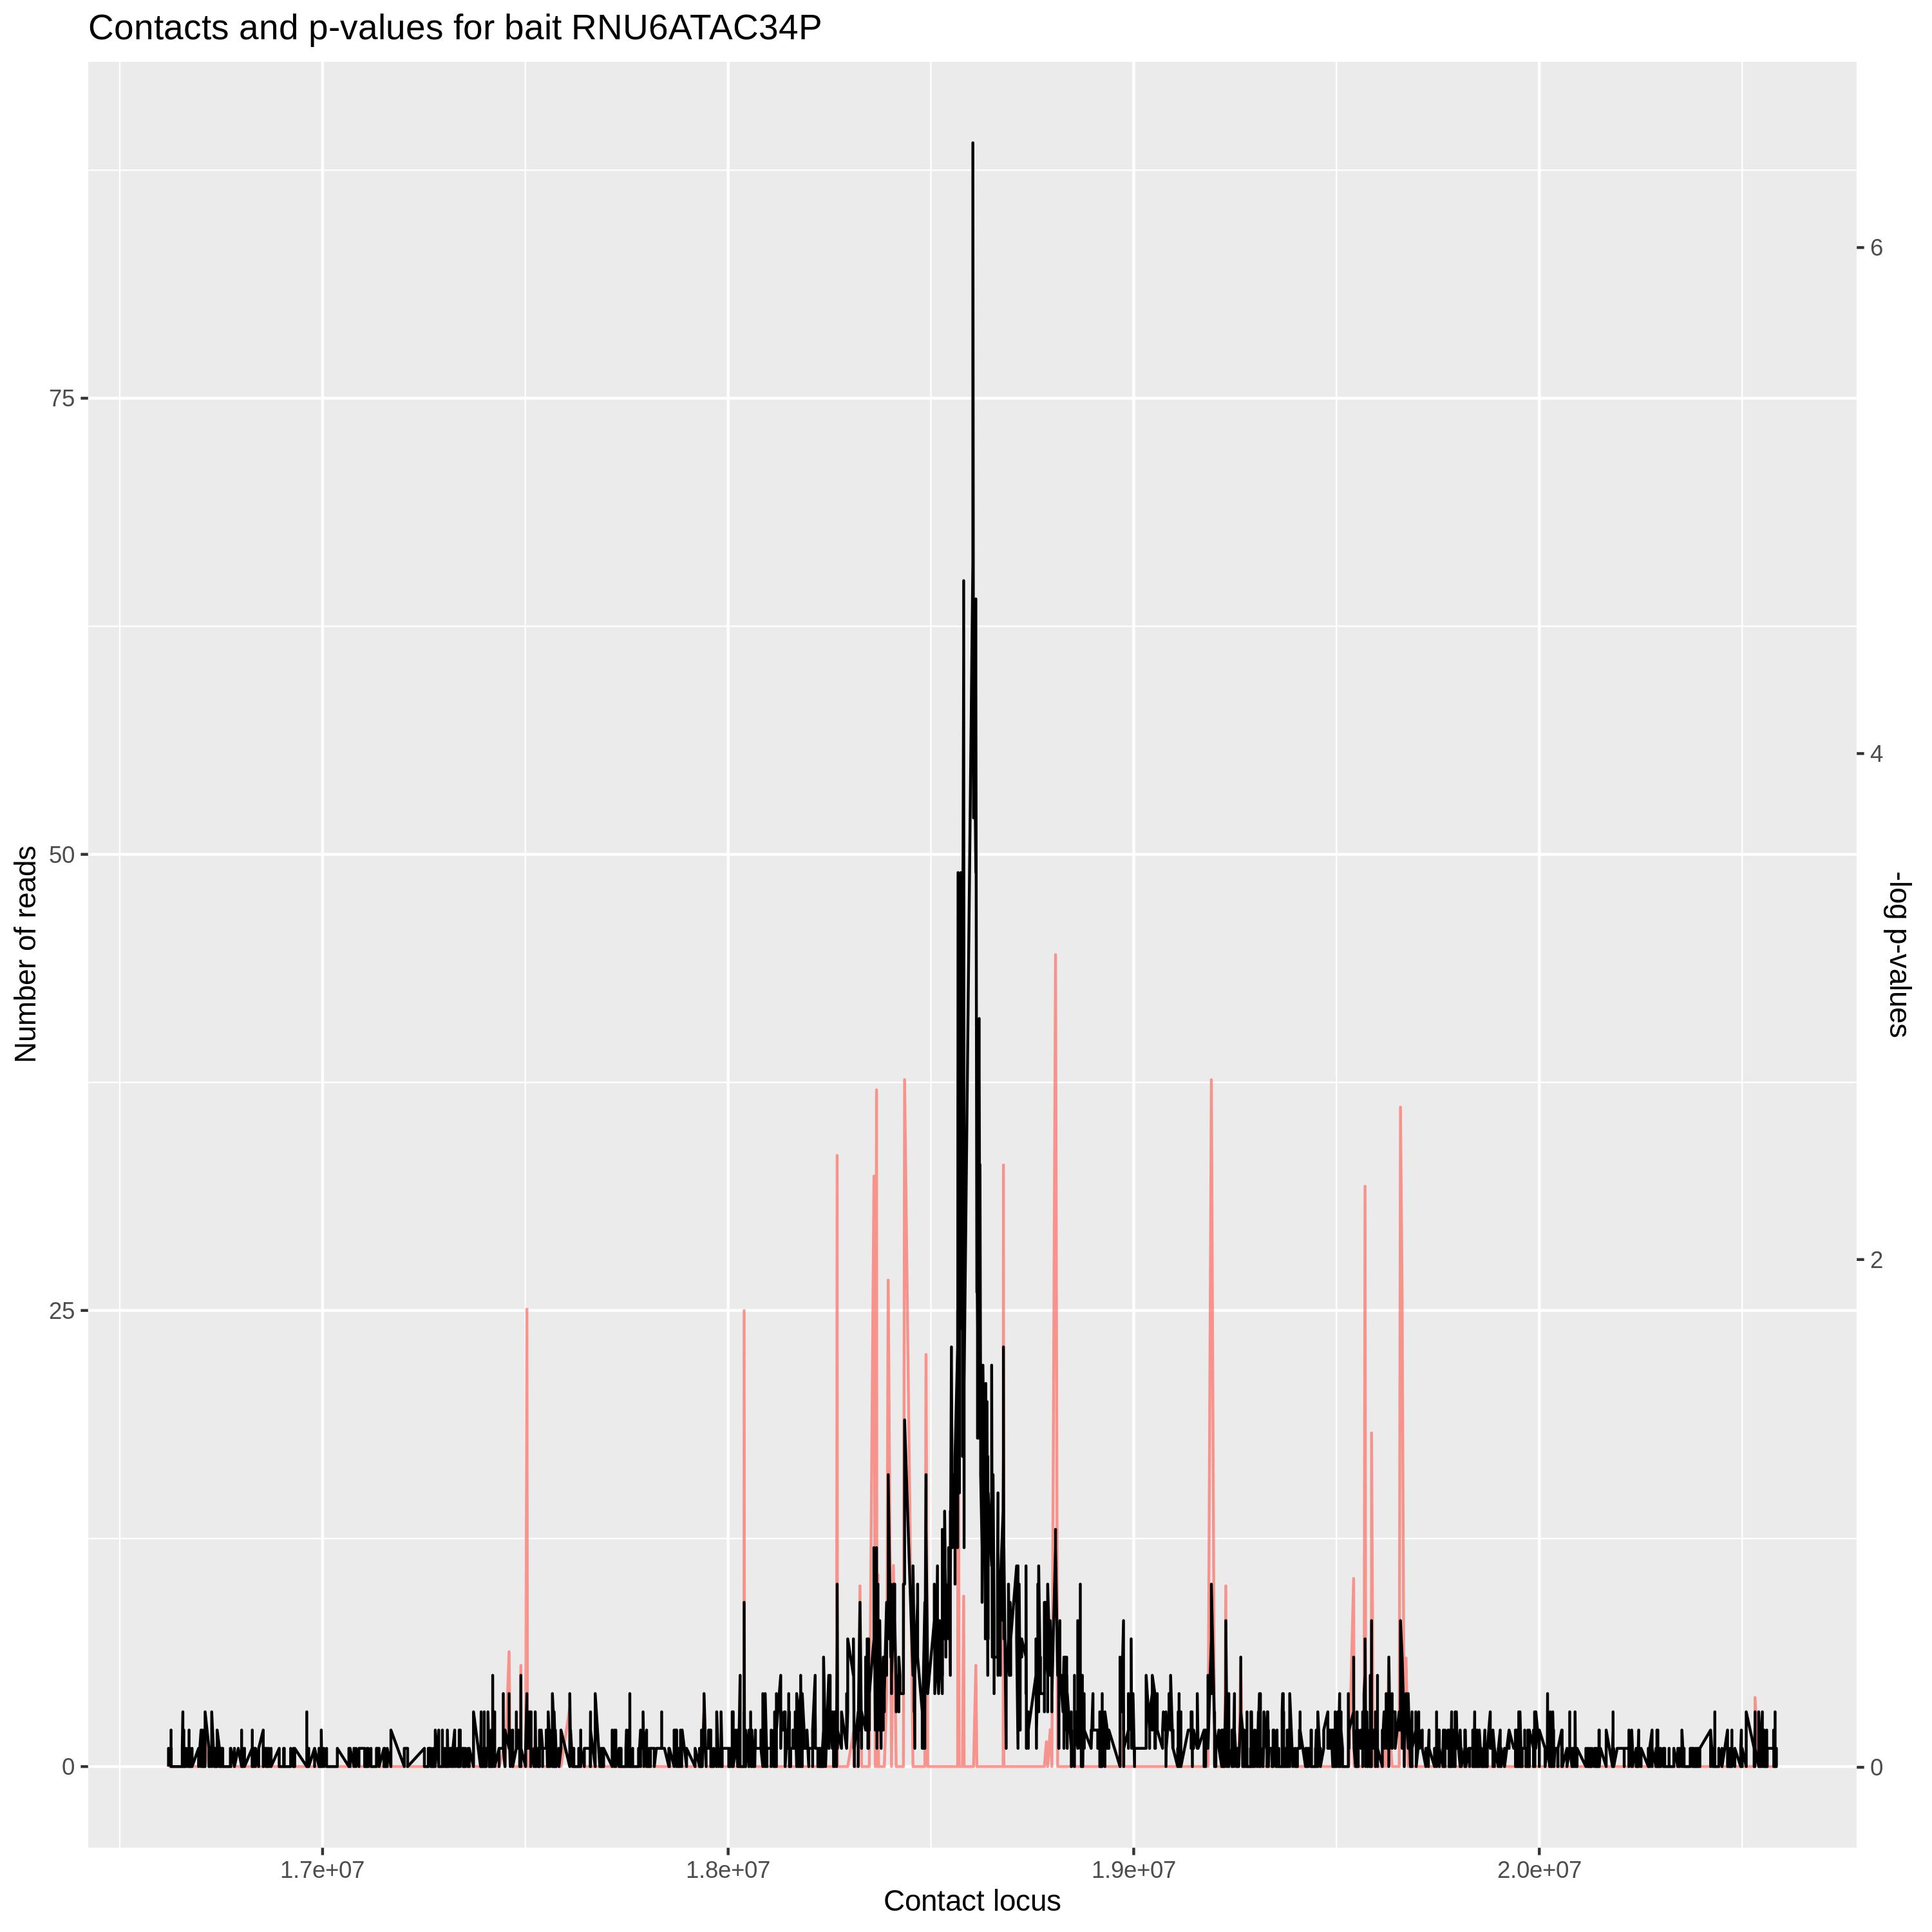 Contacts and p-values for bait RNU6ATAC34P
75
50
25
0
Number of reads
6
4
2
0
-log p-values
1.7e+07
1.8e+07
1.9e+07
2.0e+07
Contact locus